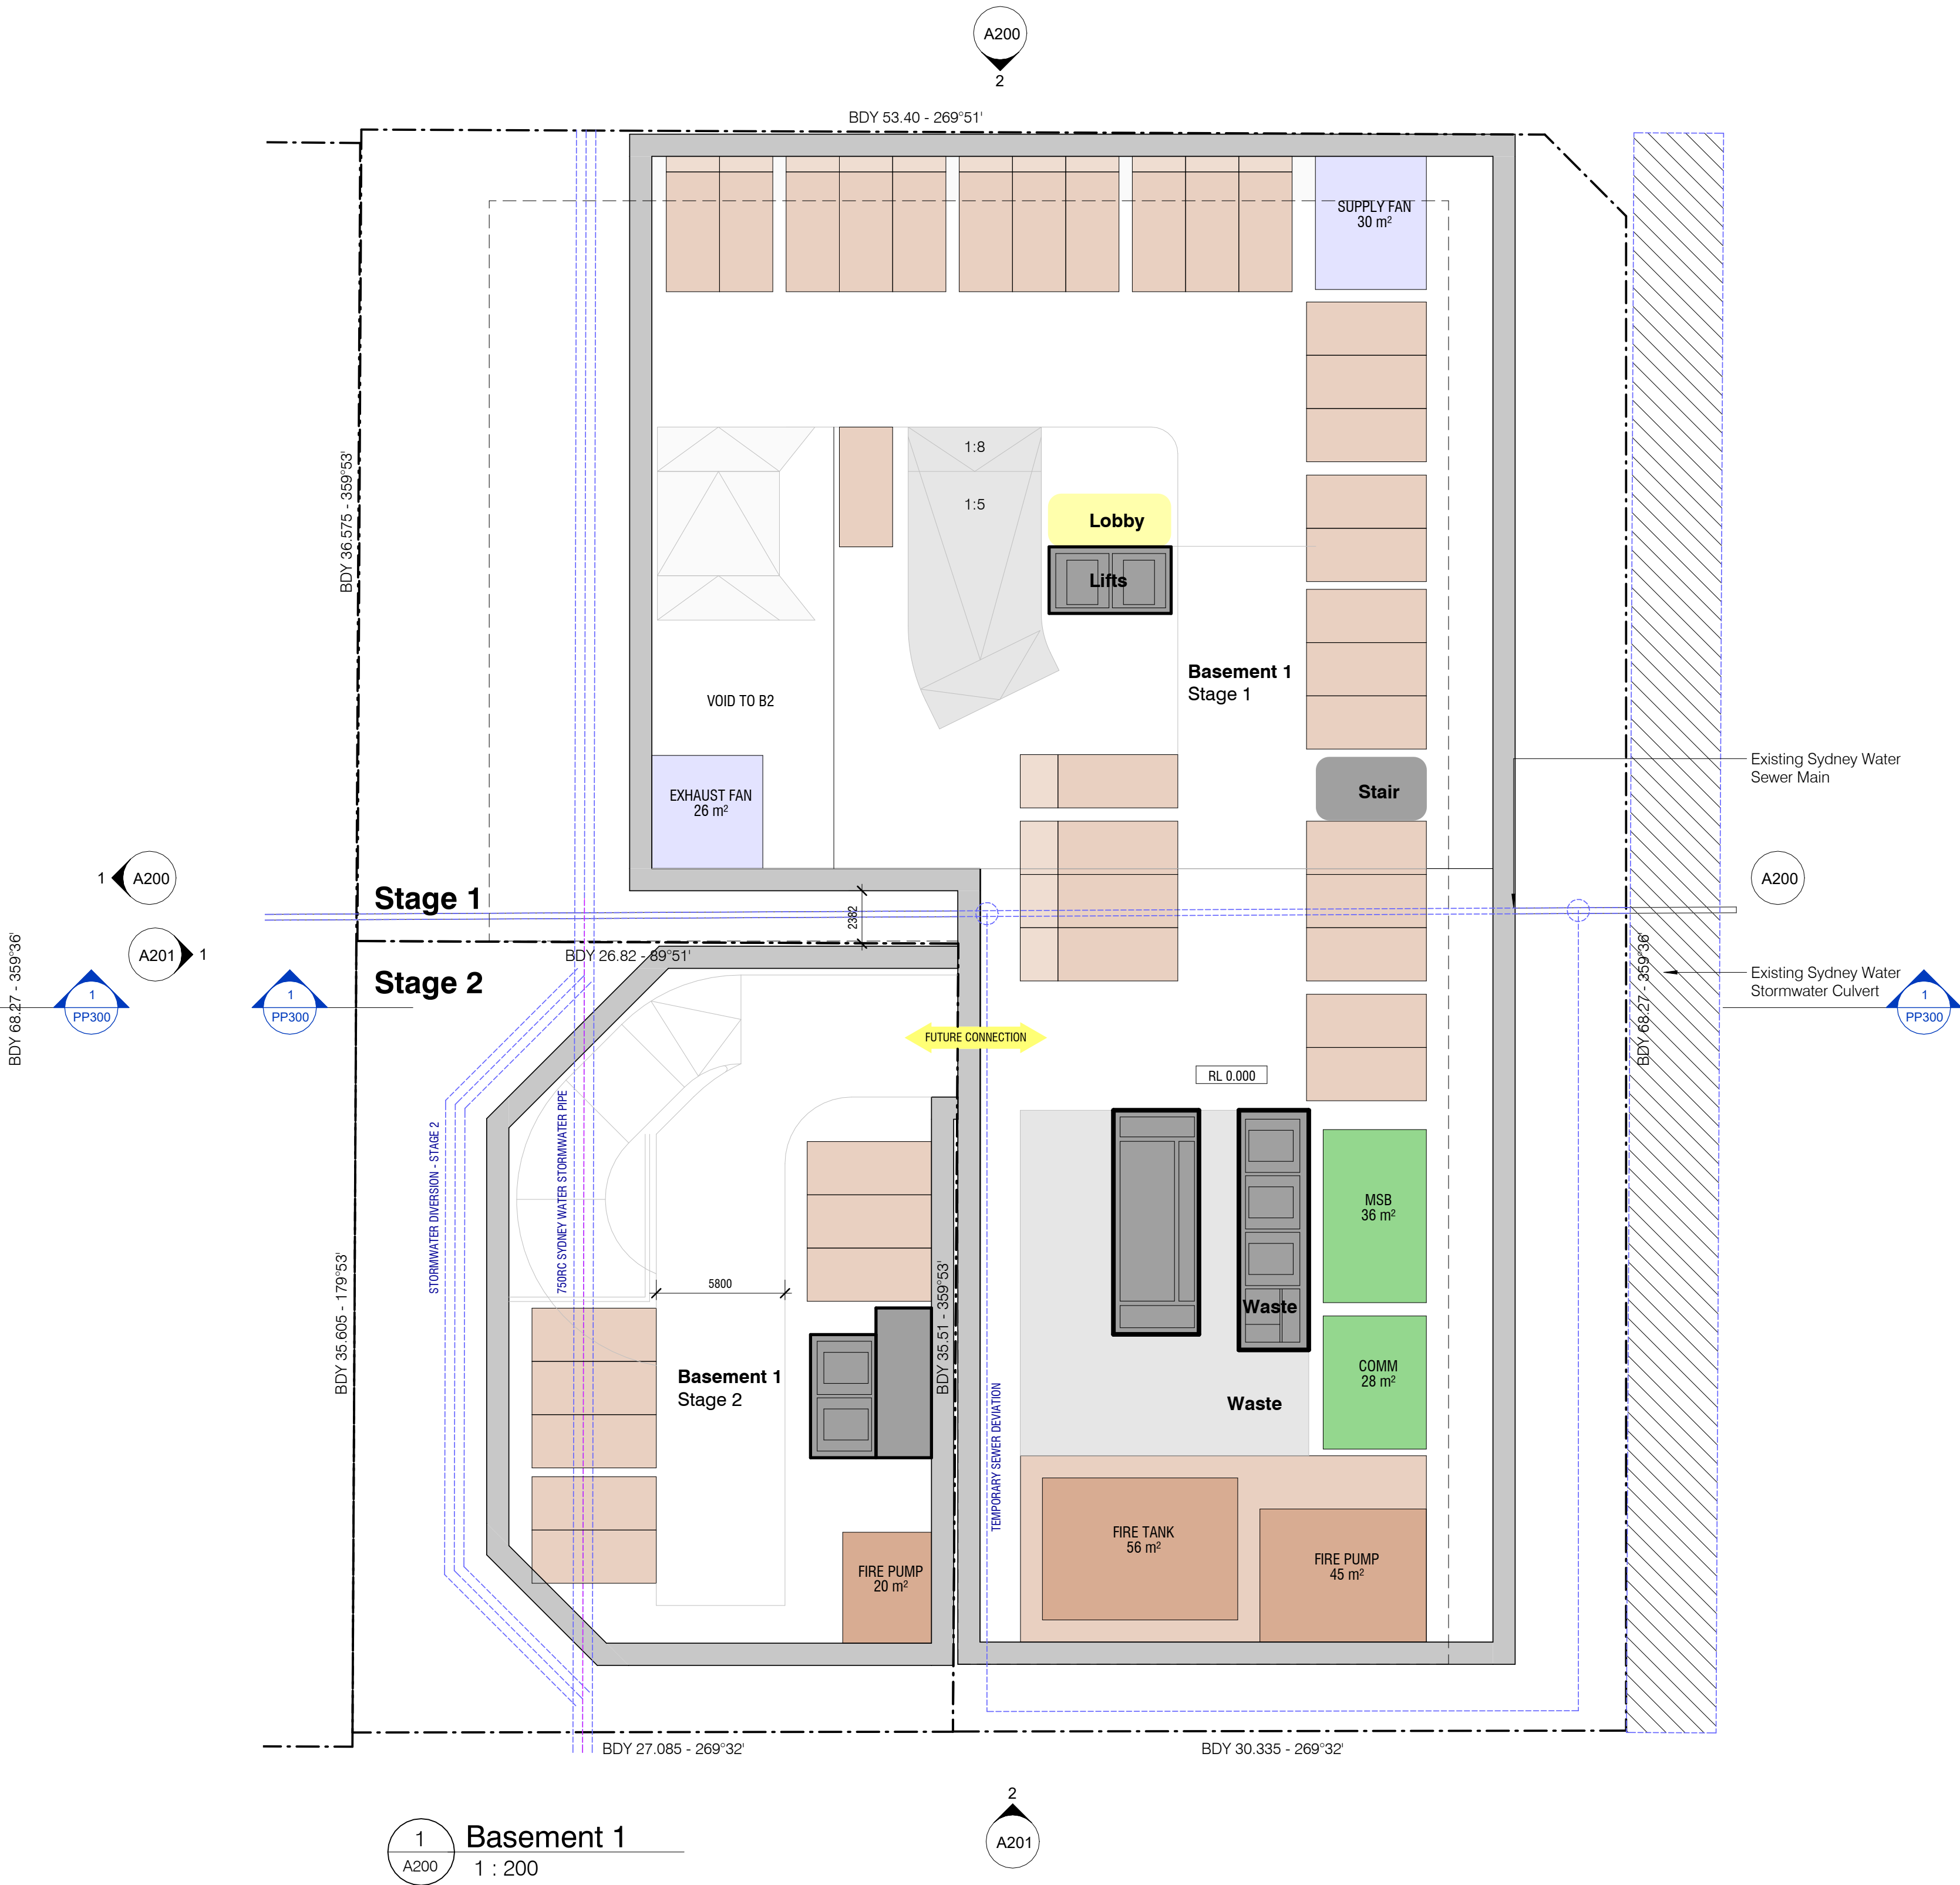 A200
2
BDY 53.40 - 269°51'
SUPPLY FAN
30 m²
1:8
1:5
Lobby
Lifts
BDY 36.575 - 359°53'
Basement 1
Stage 1
VOID TO B2
EXHAUST FAN
26 m²
Stair
Existing Sydney Water
Sewer Main
1
A200
Stage 1
2382
A200
A201
1
BDY 26.82 - 89°51'
Stage 2
BDY 68.27 - 359°36'
1
PP300
1
PP300
BDY 68.27 - 359°36'
Existing Sydney Water
Stormwater Culvert
1
PP300
FUTURE CONNECTION
RL 0.000
STORMWATER DIVERSION - STAGE 2
750RC SYDNEY WATER STORMWATER PIPE
MSB
36 m²
5800
BDY 35.605 - 179°53'
BDY 35.51 - 359°53'
Waste
Basement 1
Stage 2
COMM
28 m²
Waste
TEMPORARY SEWER DEVIATION
FIRE TANK
56 m²
FIRE PUMP
45 m²
FIRE PUMP
20 m²
BDY 27.085 - 269°32'
BDY 30.335 - 269°32'
2
A201
1
A200
Basement 1
1 : 200